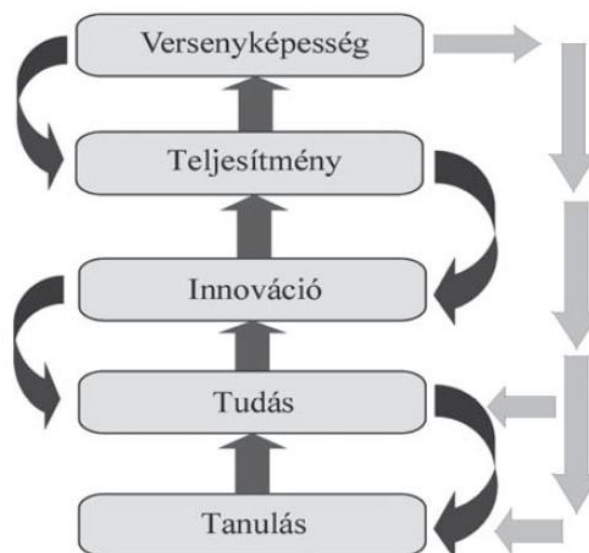 Versenyképesség
Teljesítmény
Innováció
Tudás
Tanulás